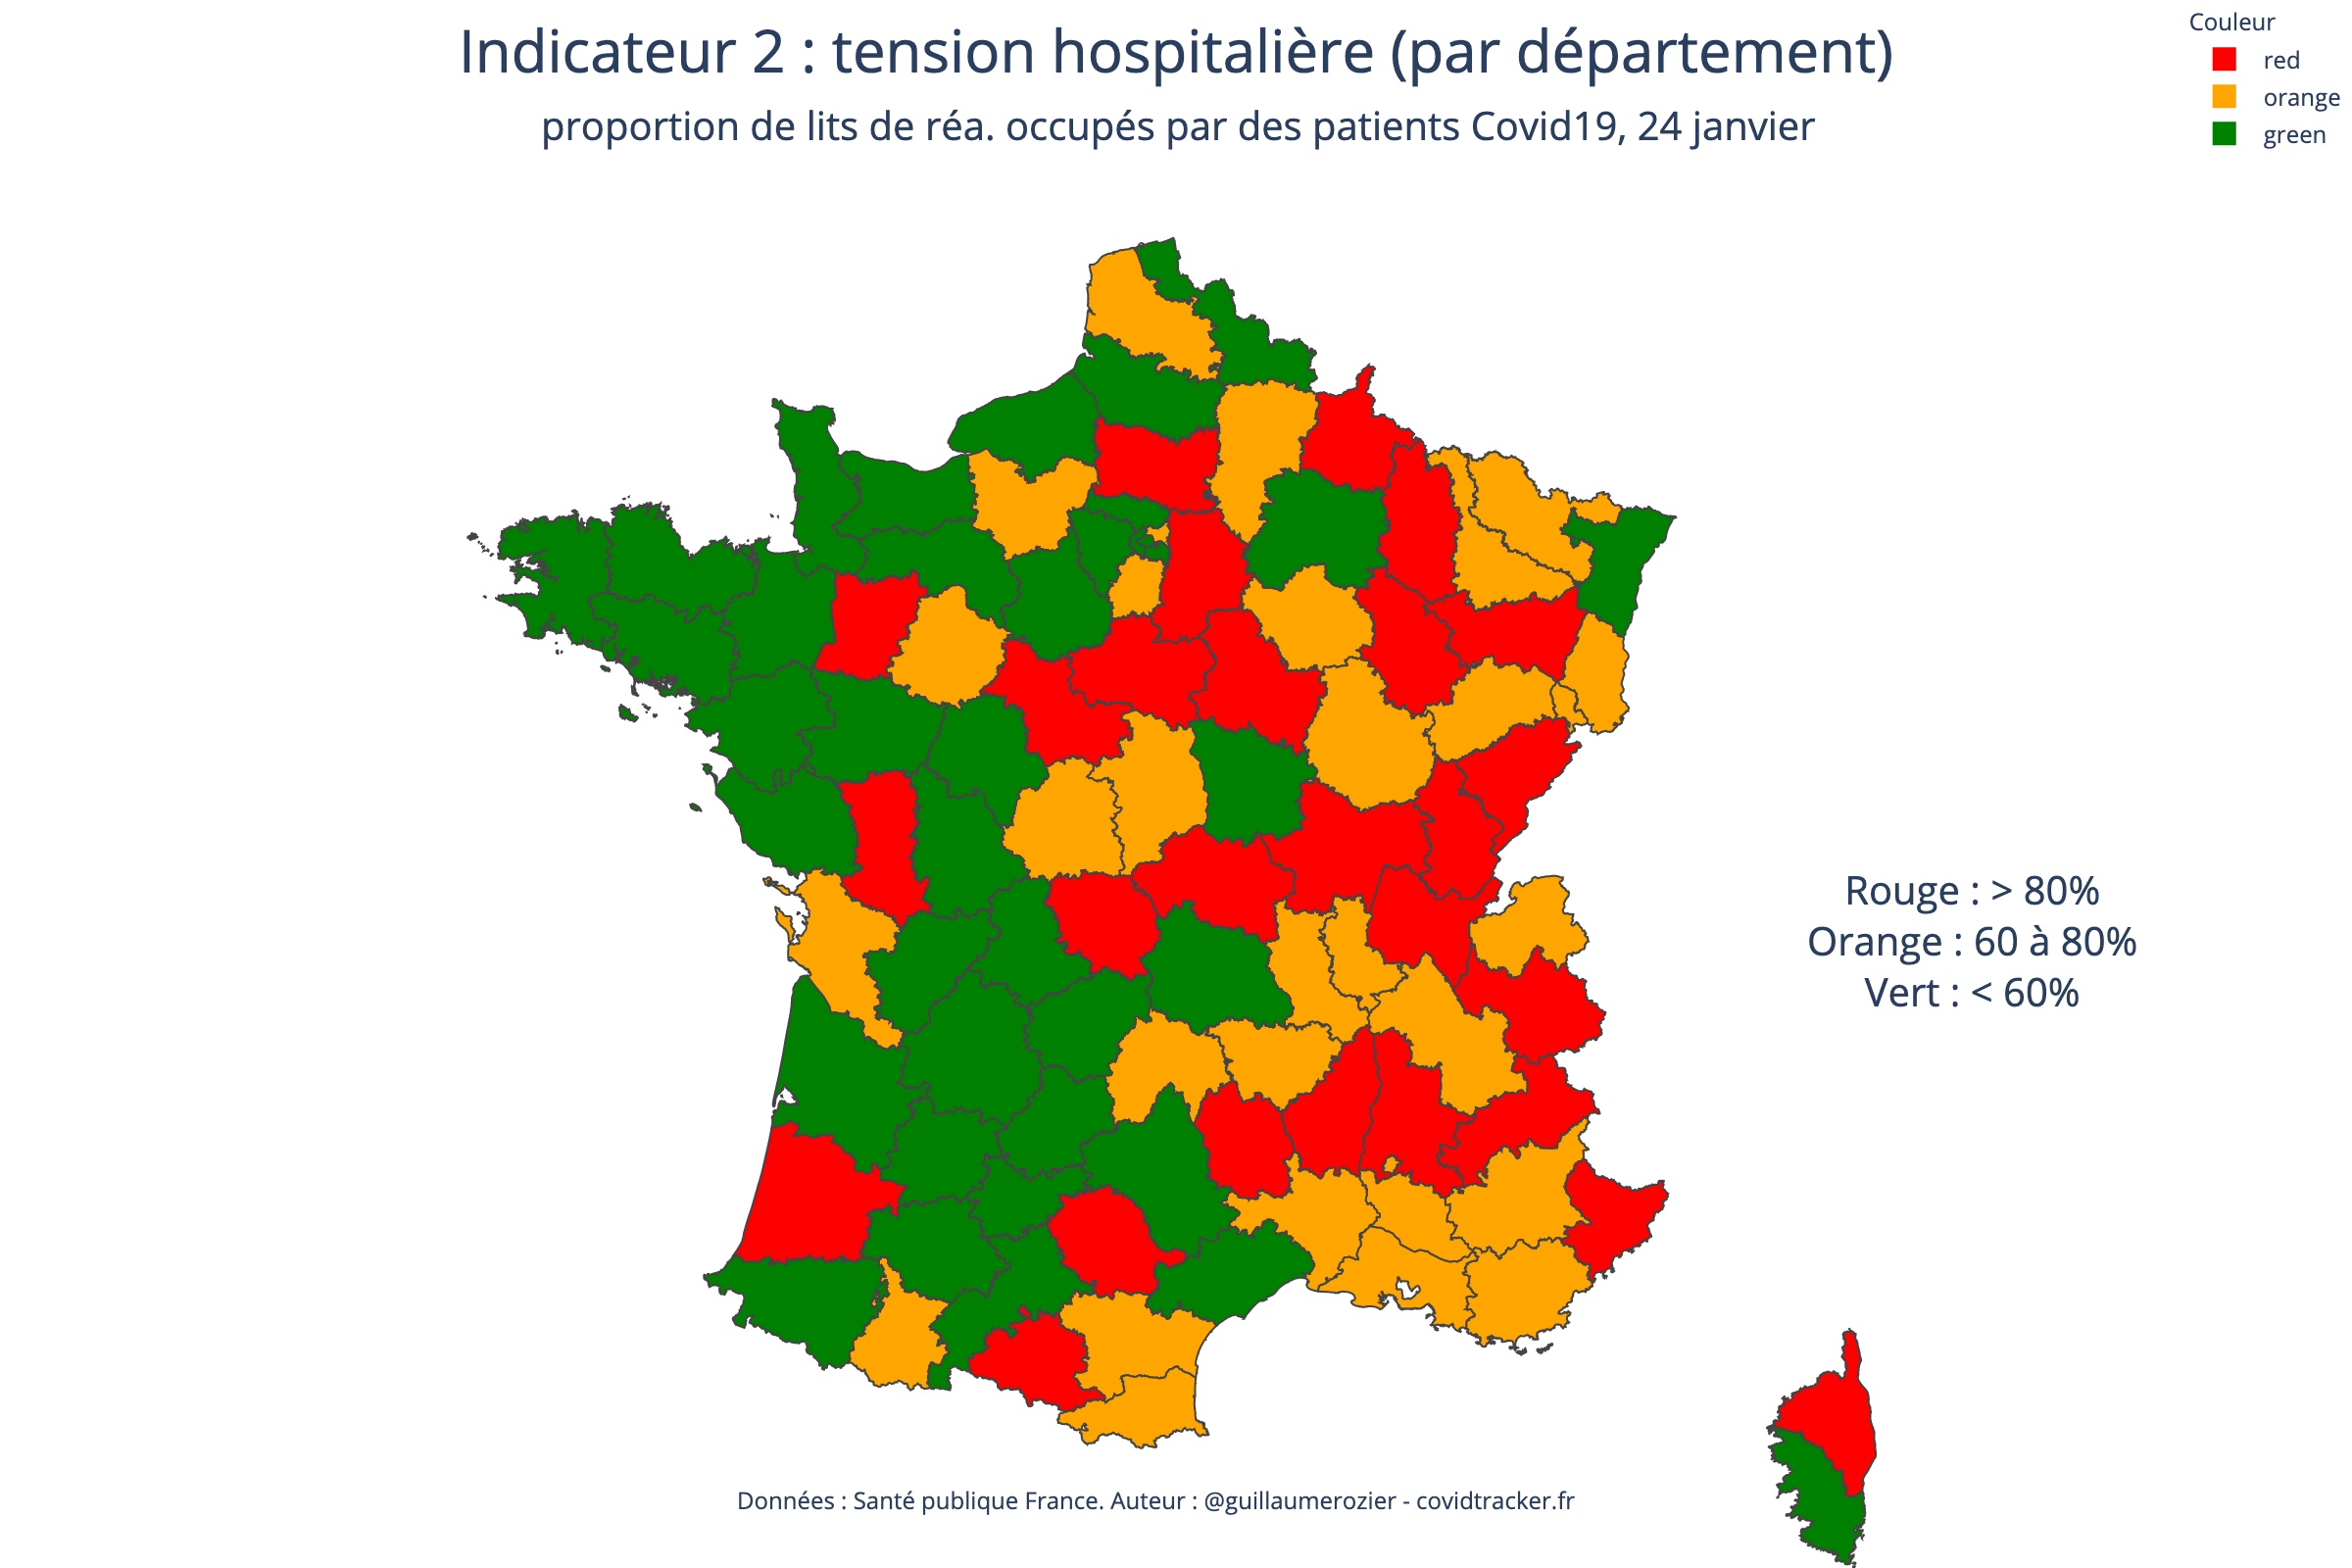 Indicateur 2 : tension hospitalière (par département)
proportion de lits de réa. occupés par des patients Covid19, 24 janvier
Couleur
red
orange
green
Rouge : > 80%
Orange : 60 à 80%
Vert : < 60%
Données : Santé publique France. Auteur : @guillaumerozier - covidtracker.fr